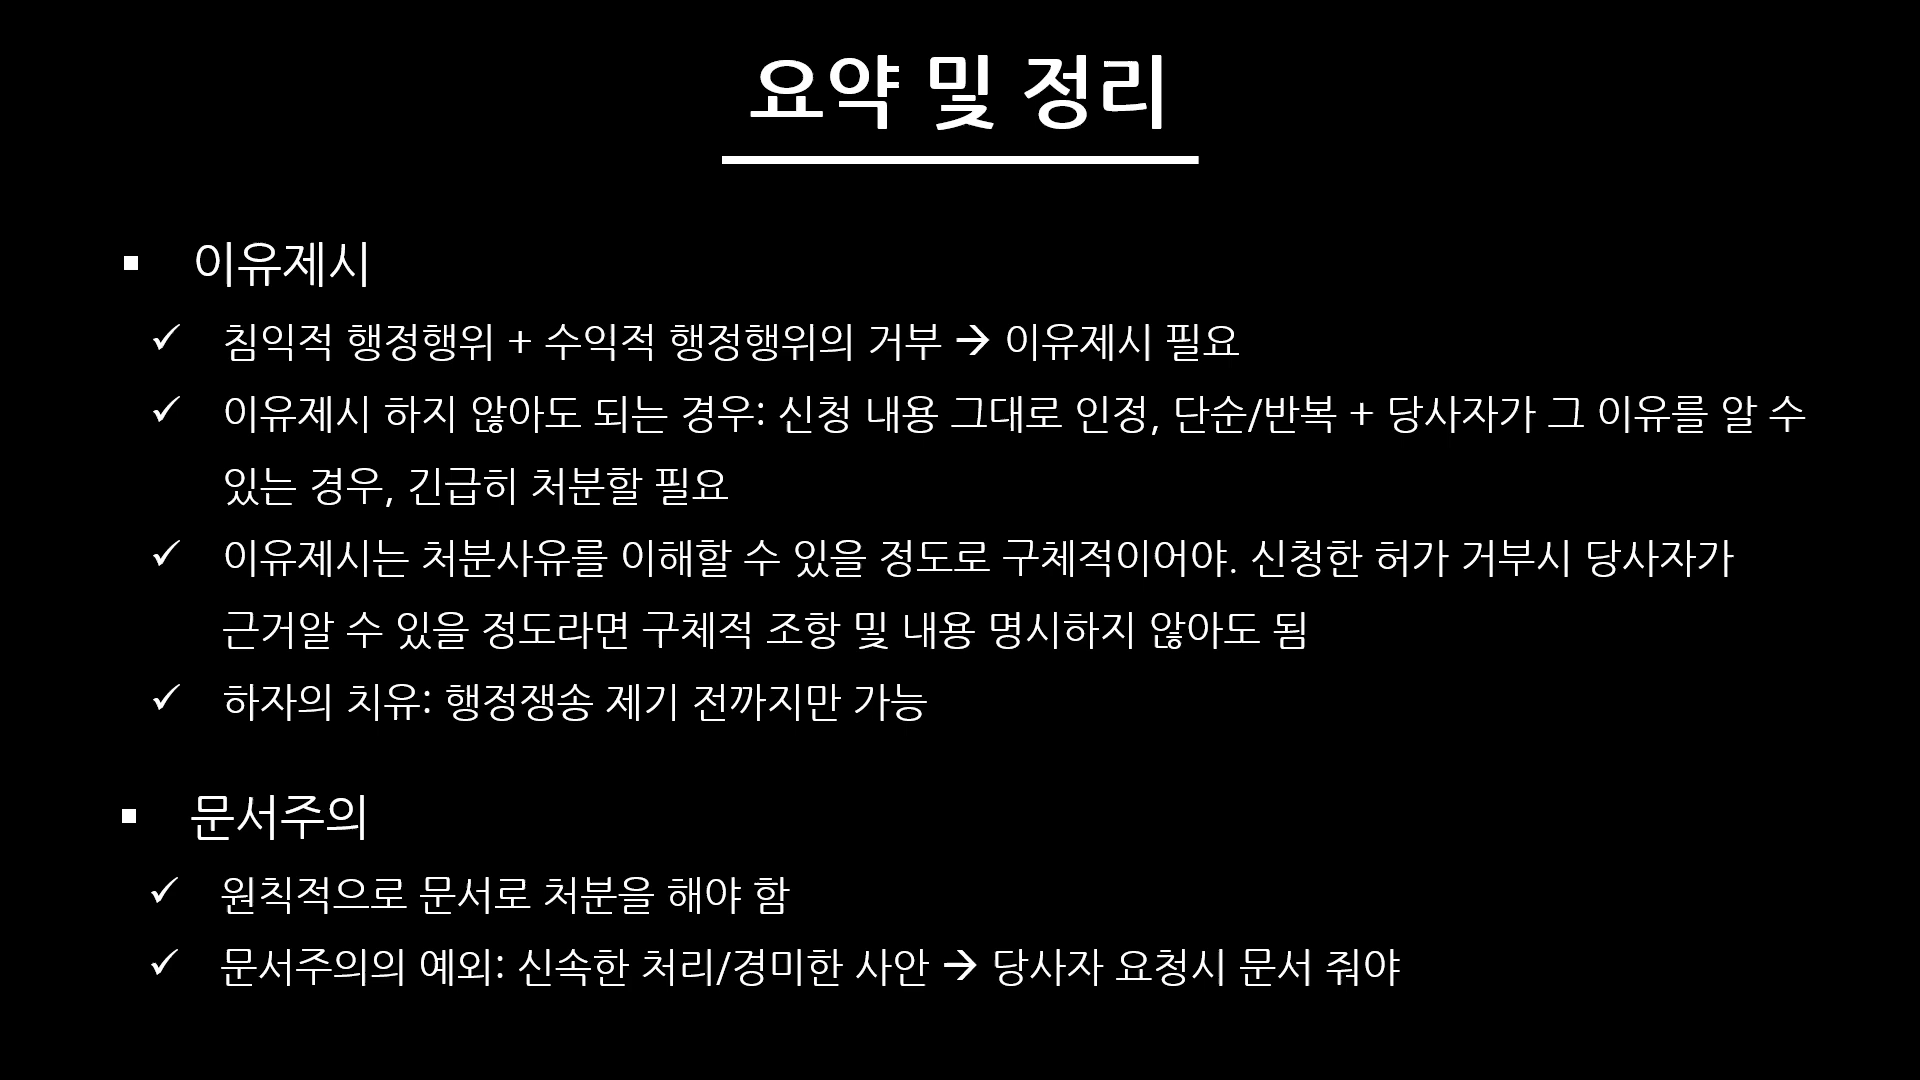 요약 및 정리
▪ 이유제시
✓ 침익적 행정행위 + 수익적 행정행위의 거부 → 이유제시 필요
✓ 이유제시 하지 않아도 되는 경우: 신청 내용 그대로 인정, 단순/반복 + 당사자가 그 이유를 알 수
있는 경우, 긴급히 처분할 필요
✓ 이유제시는 처분사유를 이해할 수 있을 정도로 구체적이어야. 신청한 허가 거부시 당사자가
근거알 수 있을 정도라면 구체적 조항 및 내용 명시하지 않아도 됨
✓ 하자의 치유: 행정쟁송 제기 전까지만 가능
▪ 문서주의
✓ 원칙적으로 문서로 처분을 해야 함
✓ 문서주의의 예외: 신속한 처리/경미한 사안 → 당사자 요청시 문서 줘야